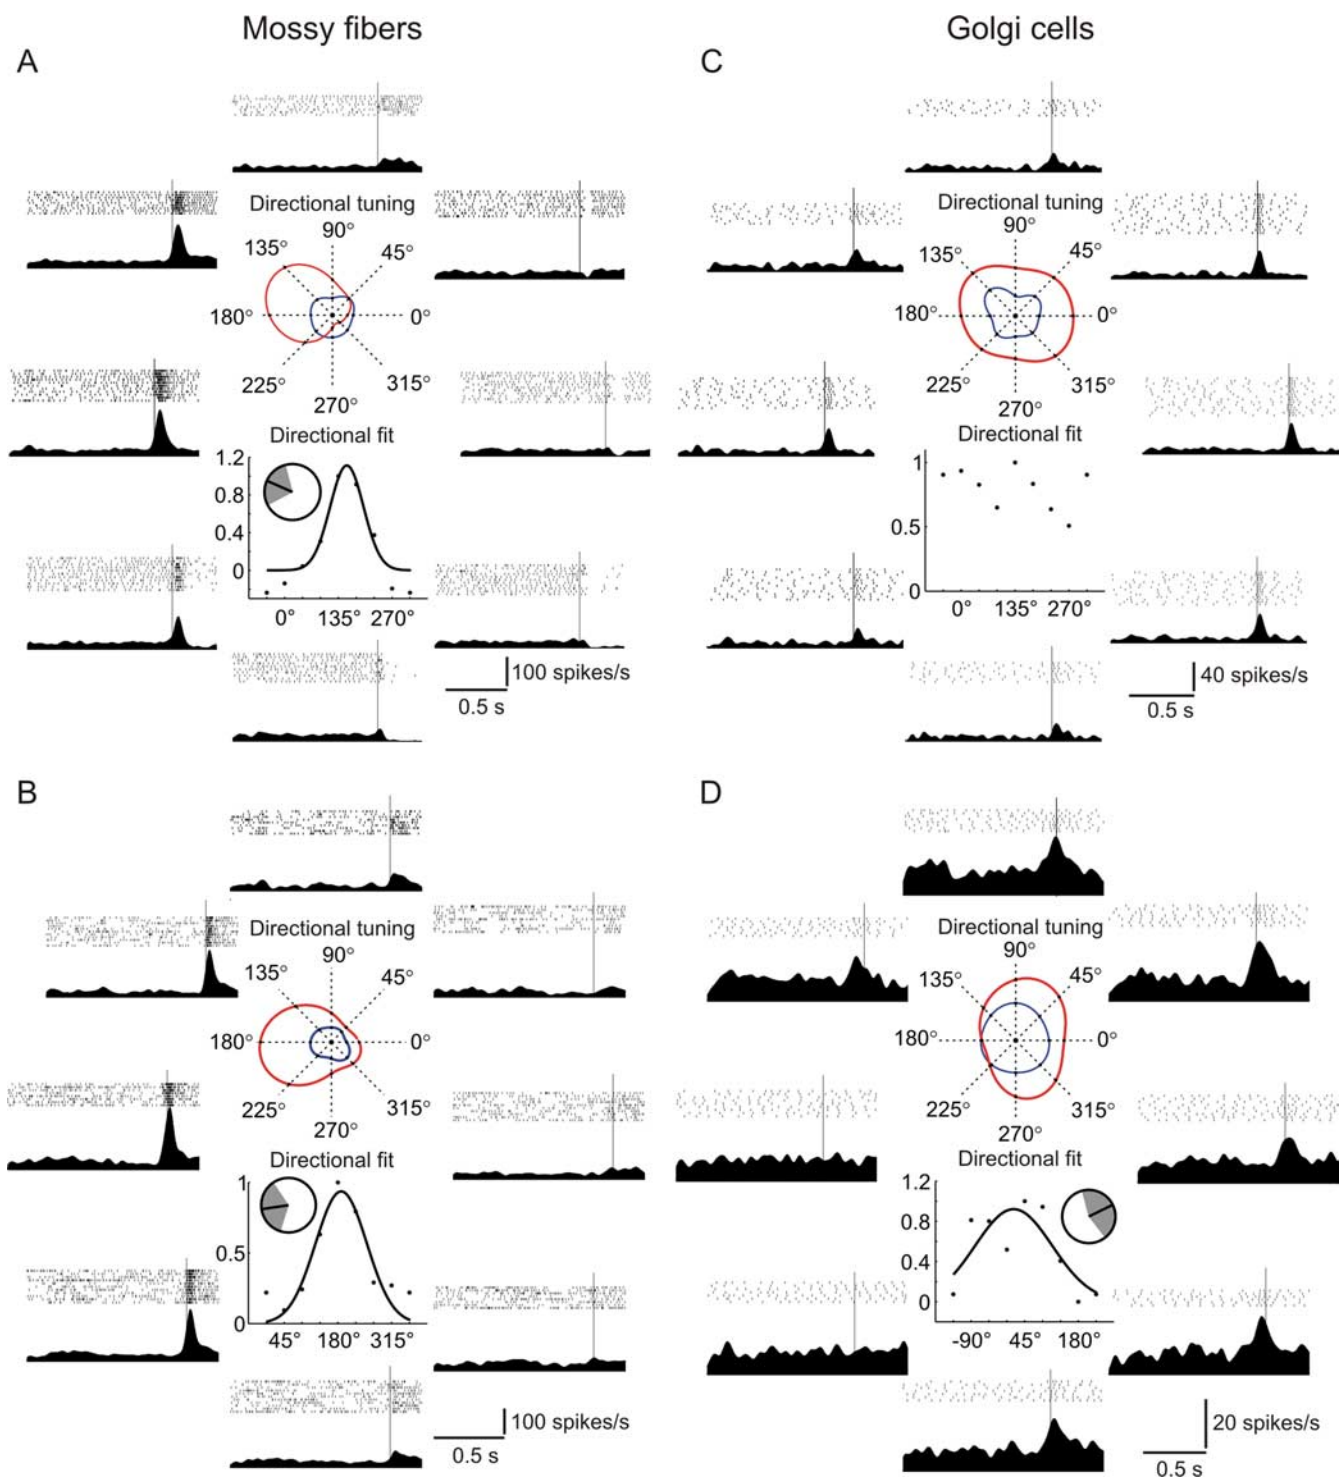 Mossy fibers
Golgi cells
A
Directional tuning
90°
135°
45°
180°
0°
225°
315°
270°
Directional fit
1.2
0.8
0.4
0
0° 135° 270°
100 spikes/s
0.5 s
C
Directional tuning
90°
135°
45°
180°
0°
225°
315°
270°
Directional fit
1
0.5
0
0° 135° 270°
40 spikes/s
0.5 s
B
Directional tuning
90°
135°
45°
180°
0°
225°
315°
270°
Directional fit
1
0.5
0
45° 180° 315°
100 spikes/s
0.5 s
D
Directional tuning
90°
135°
45°
180°
0°
225°
315°
270°
Directional fit
1.2
0.8
0.4
0
-90° 45° 180°
20 spikes/s
0.5 s